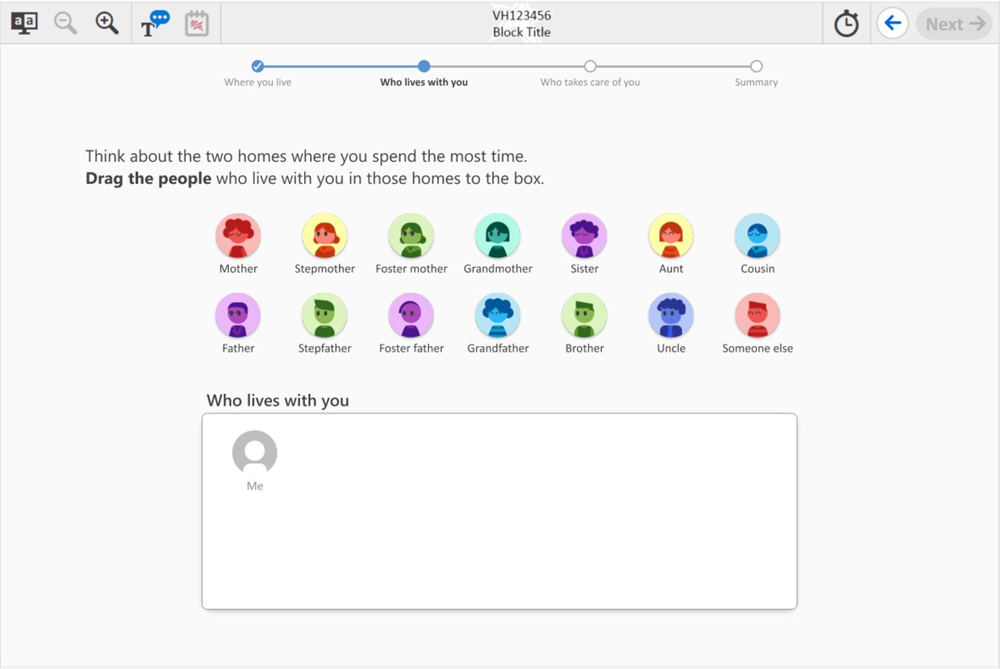 aa
T
VH123456
Block Title
Next
Where you live
Who lives with you
Who takes care of you
Summary
Think about the two homes where you spend the most time.
Drag the people who live with you in those homes to the box.
Mother
Stepmother
Foster mother
Grandmother
Sister
Aunt
Cousin
Father
Stepfather
Foster father
Grandfather
Brother
Uncle
Someone else
Who lives with you
Me